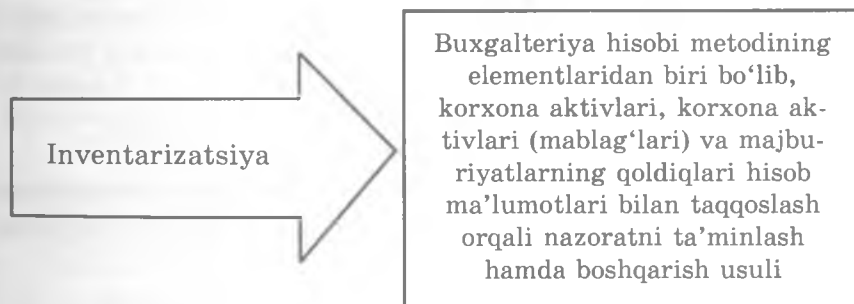 Inventarizatsiya
Buxgalteriya hisobi metodining
elementlaridan biri bo‘lib,
korxona aktivlari, korxona ak-
tivlari (mablag‘lari) va majbu-
riyatlarning qoldiqlari hisob
ma’lumotlari bilan taqqoslash
orqali nazoratni ta’minlash
hamda boshqarish usuli